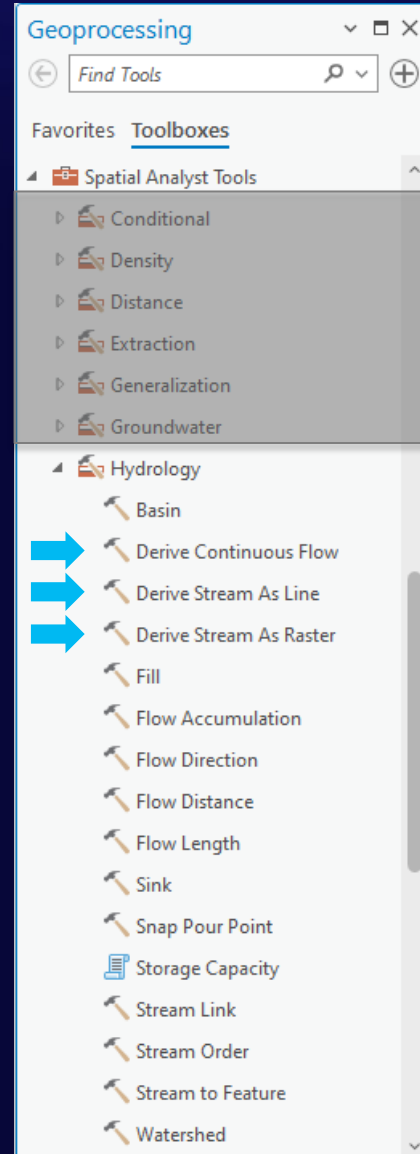 Geoprocessing
Find Tools
Favorites Toolboxes
Spatial Analyst Tools
Conditional
Density
Distance
Extraction
Generalization
Groundwater
Hydrology
Basin
Derive Continuous Flow
Derive Stream As Line
Derive Stream As Raster
Fill
Flow Accumulation
Flow Direction
Flow Distance
Flow Length
Sink
Snap Pour Point
Storage Capacity
Stream Link
Stream Order
Stream to Feature
Watershed